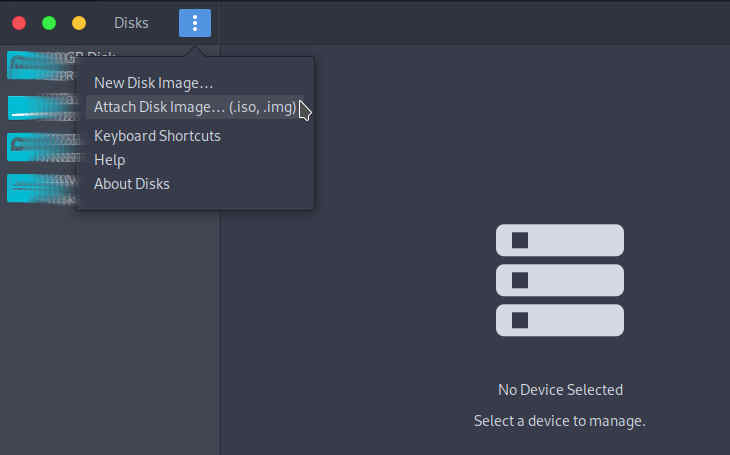 Disks
New Disk Image...
Attach Disk Image... (.iso, .img)
Keyboard Shortcuts
Help
About Disks
No Device Selected
Select a device to manage.